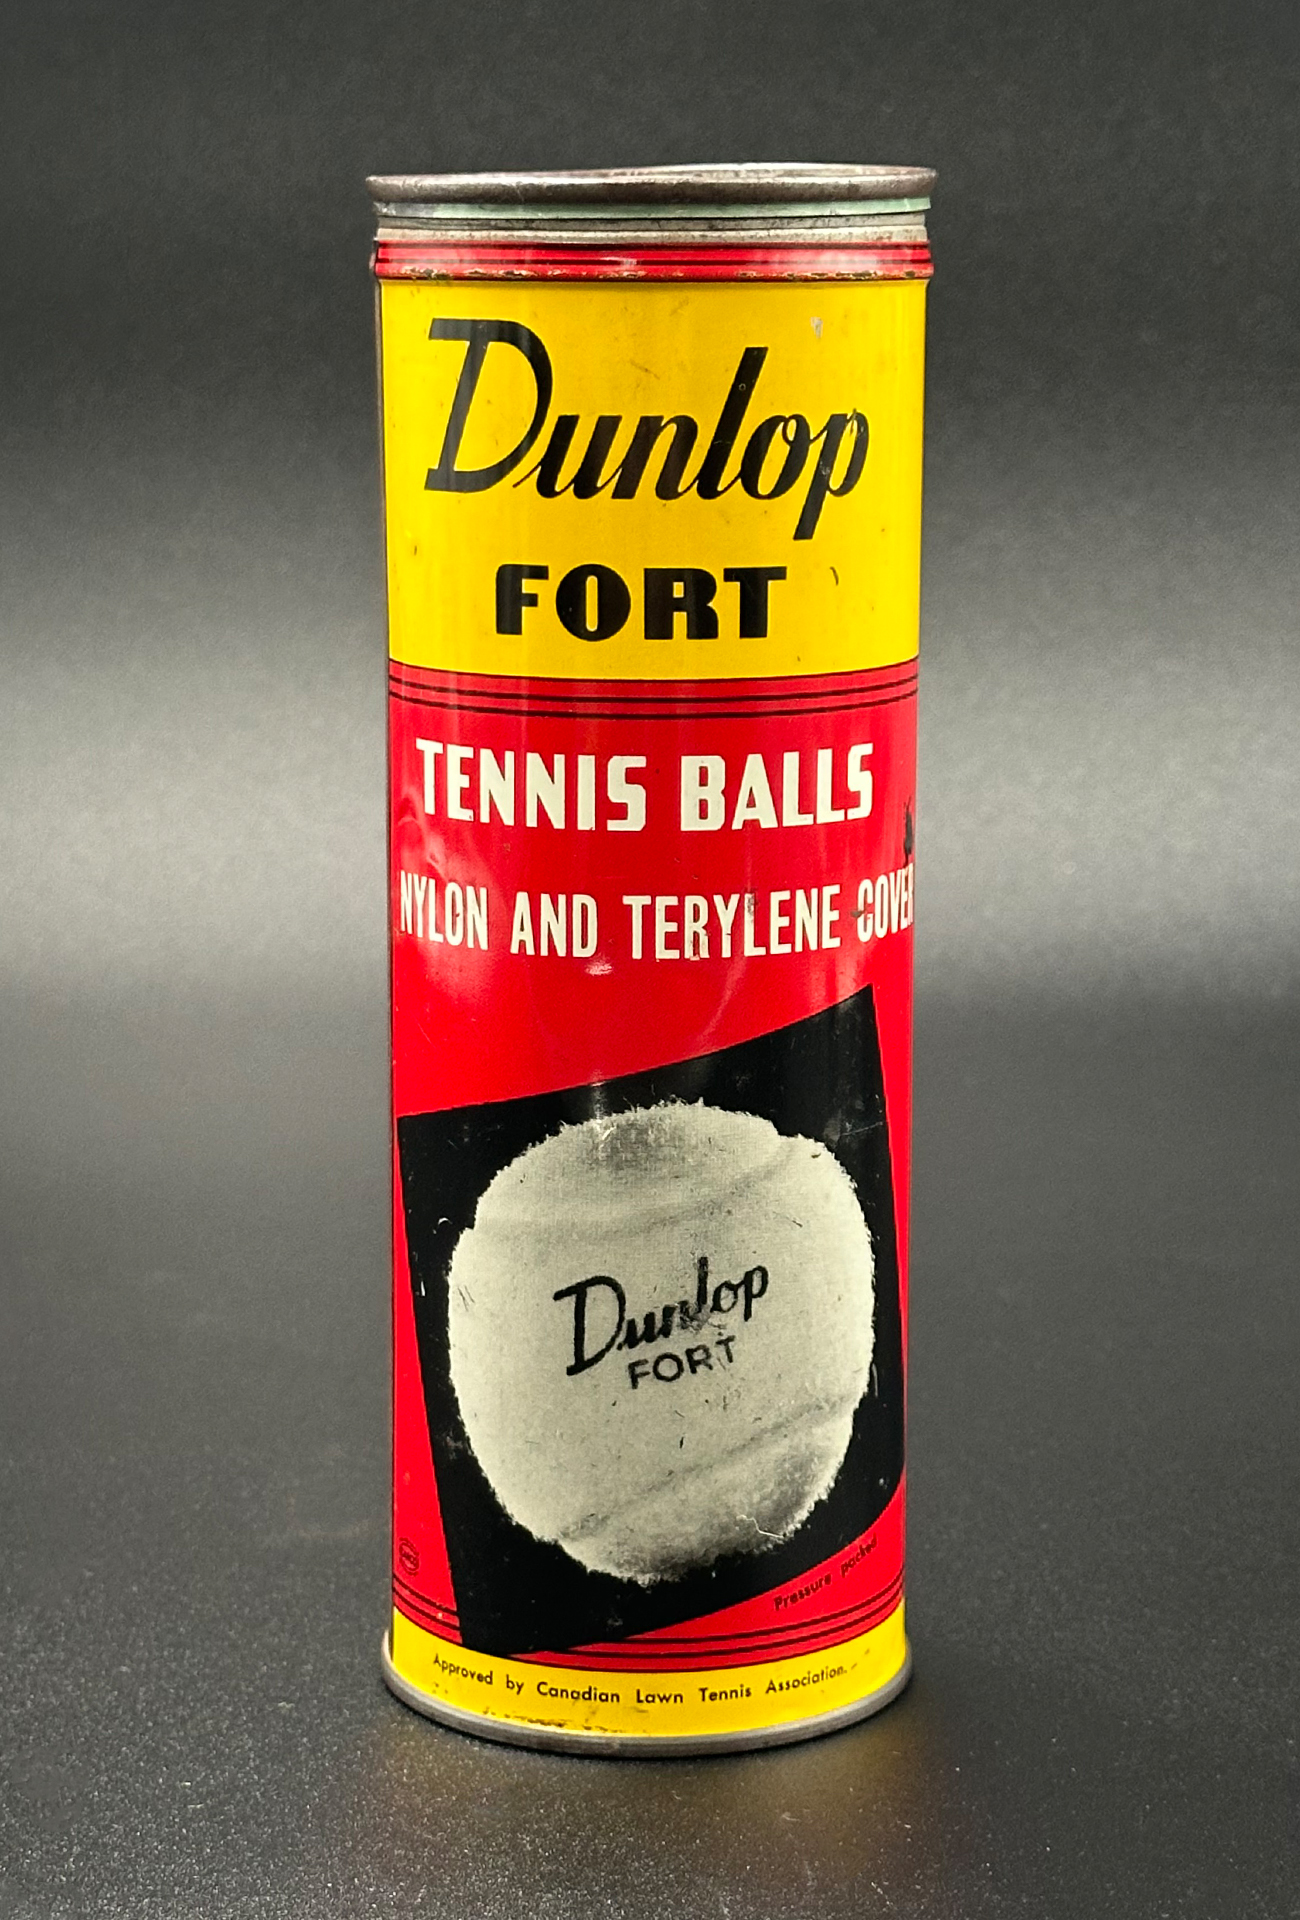 Dunlop
FORT
TENNIS BALLS
NYLON AND TERYLENE COVER
Dunlop
FORT
Pressure packed
Approved by Canadian Lawn Tennis Association.